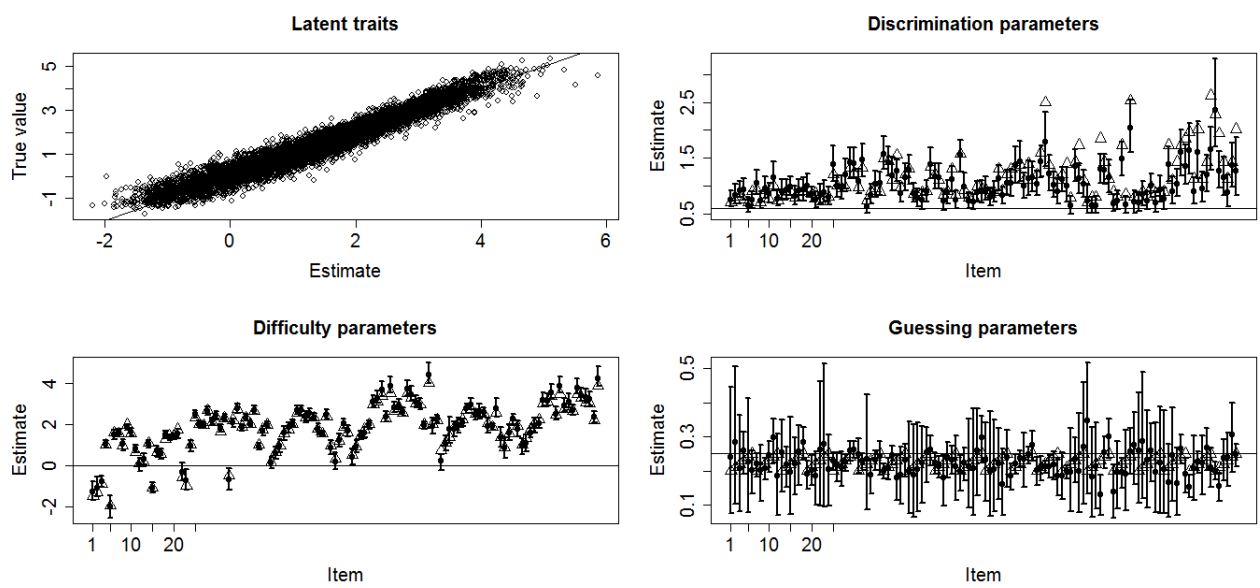 Latent traits
True value
5
3
1
-1
-2
0
2
4
6
Estimate
Discrimination parameters
Estimate
2.5
1.5
0.5
1
10
20
Item
Difficulty parameters
Estimate
4
2
0
-2
1
10
20
Item
Guessing parameters
Estimate
0.5
0.3
0.1
1
10
20
Item